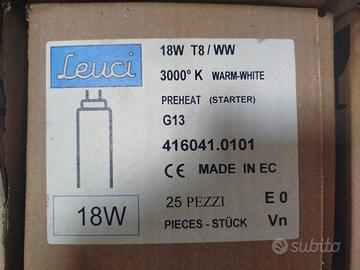 Leuci
18W T8 / WW
3000° K WARM-WHITE
PREHEAT (STARTER)
G13
416041.0101
CE MADE IN EC
18W
25 PEZZI E 0
PIECES - STÜCK Vn
subito